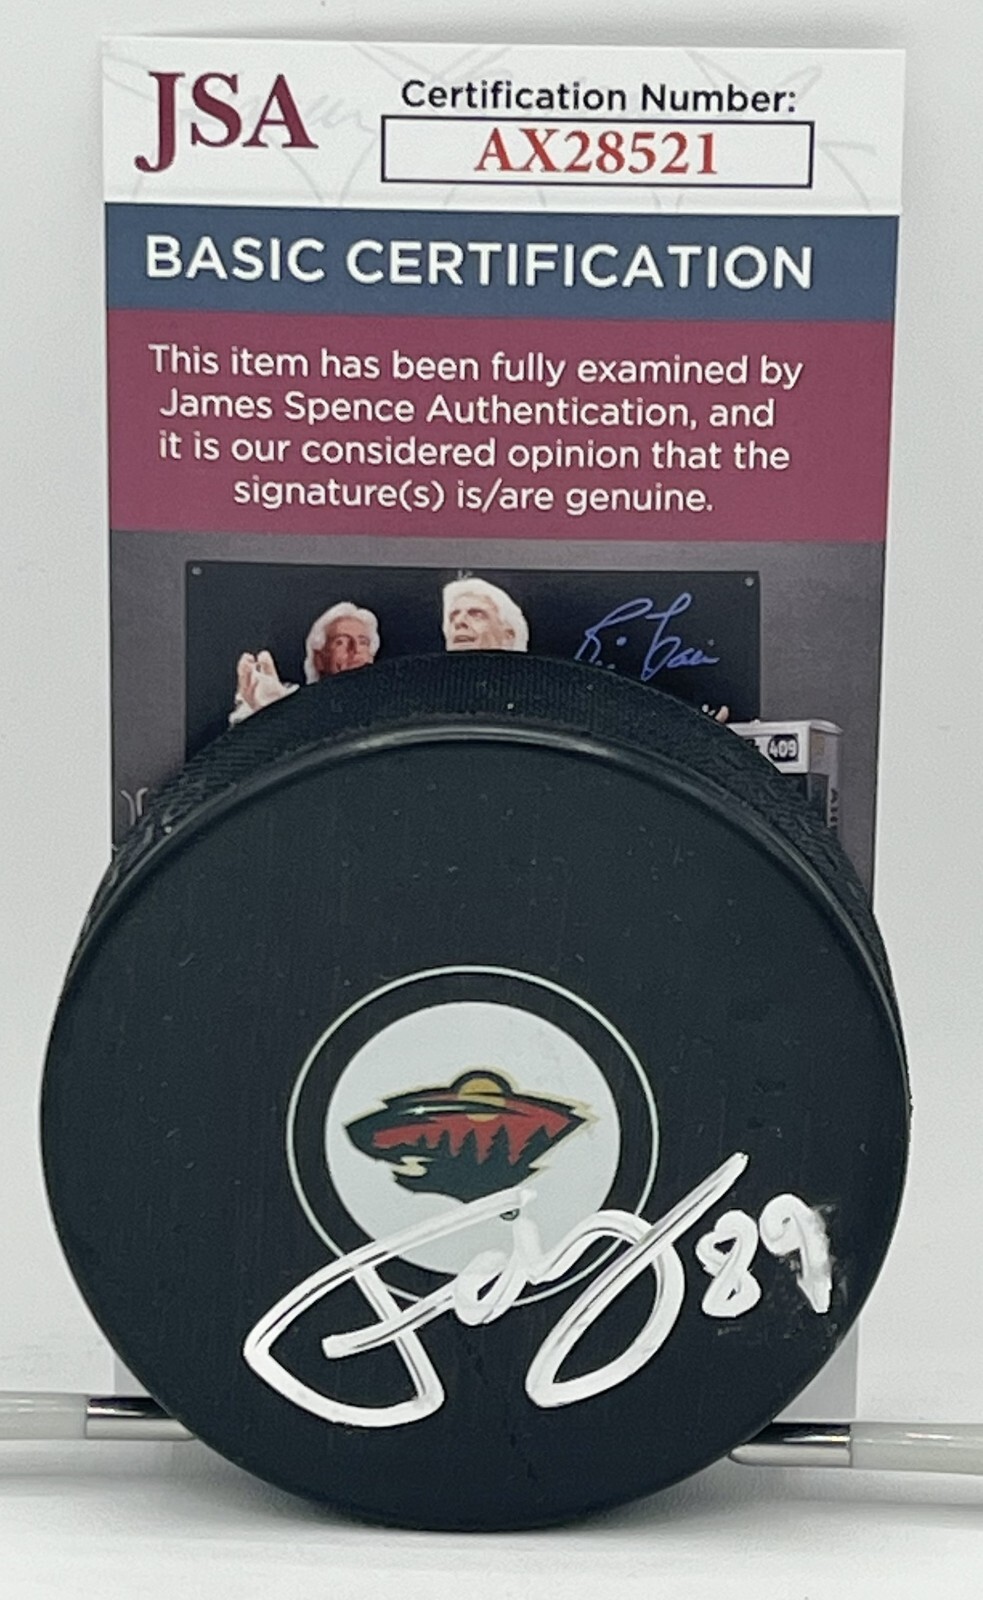 JSA
Certification Number:
AX28521
BASIC CERTIFICATION
This item has been fully examined by
James Spence Authentication, and
it is our considered opinion that the
signature(s) is/are genuine.
409
89